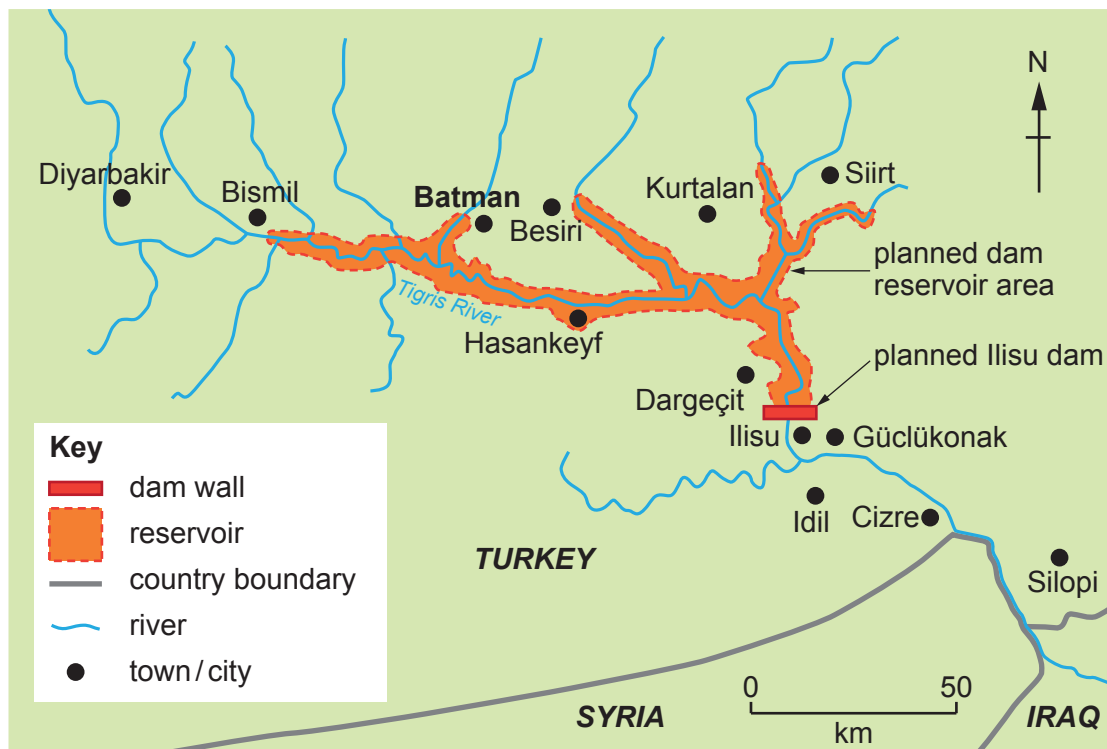 N
Diyarbakir
Bismil
Batman
Besiri
Kurtalan
Siirt
planned dam
reservoir area
Tigris River
Hasankeyf
planned Ilisu dam
Dargeçit
Ilisu
Güclükonak
Idil
Cizre
Silopi
TURKEY
SYRIA
IRAQ
Key
dam wall
reservoir
country boundary
river
town / city
0
50
km